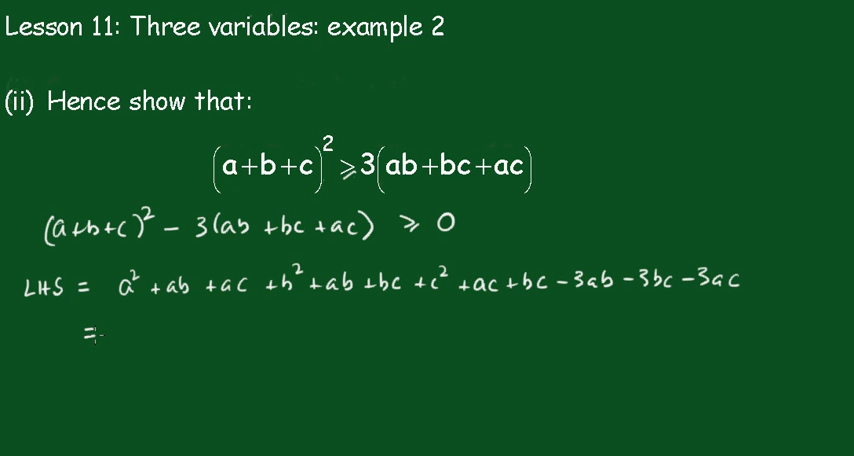 Lesson 11: Three variables: example 2
(ii) Hence show that:
(a+b+c)² ⩾ 3(ab+bc+ac)
(a+b+c)² − 3(ab+bc+ac) ⩾ 0
LHS = a² + ab + ac + b² + ab + bc + c² + ac + bc − 3ab − 3bc − 3ac
=